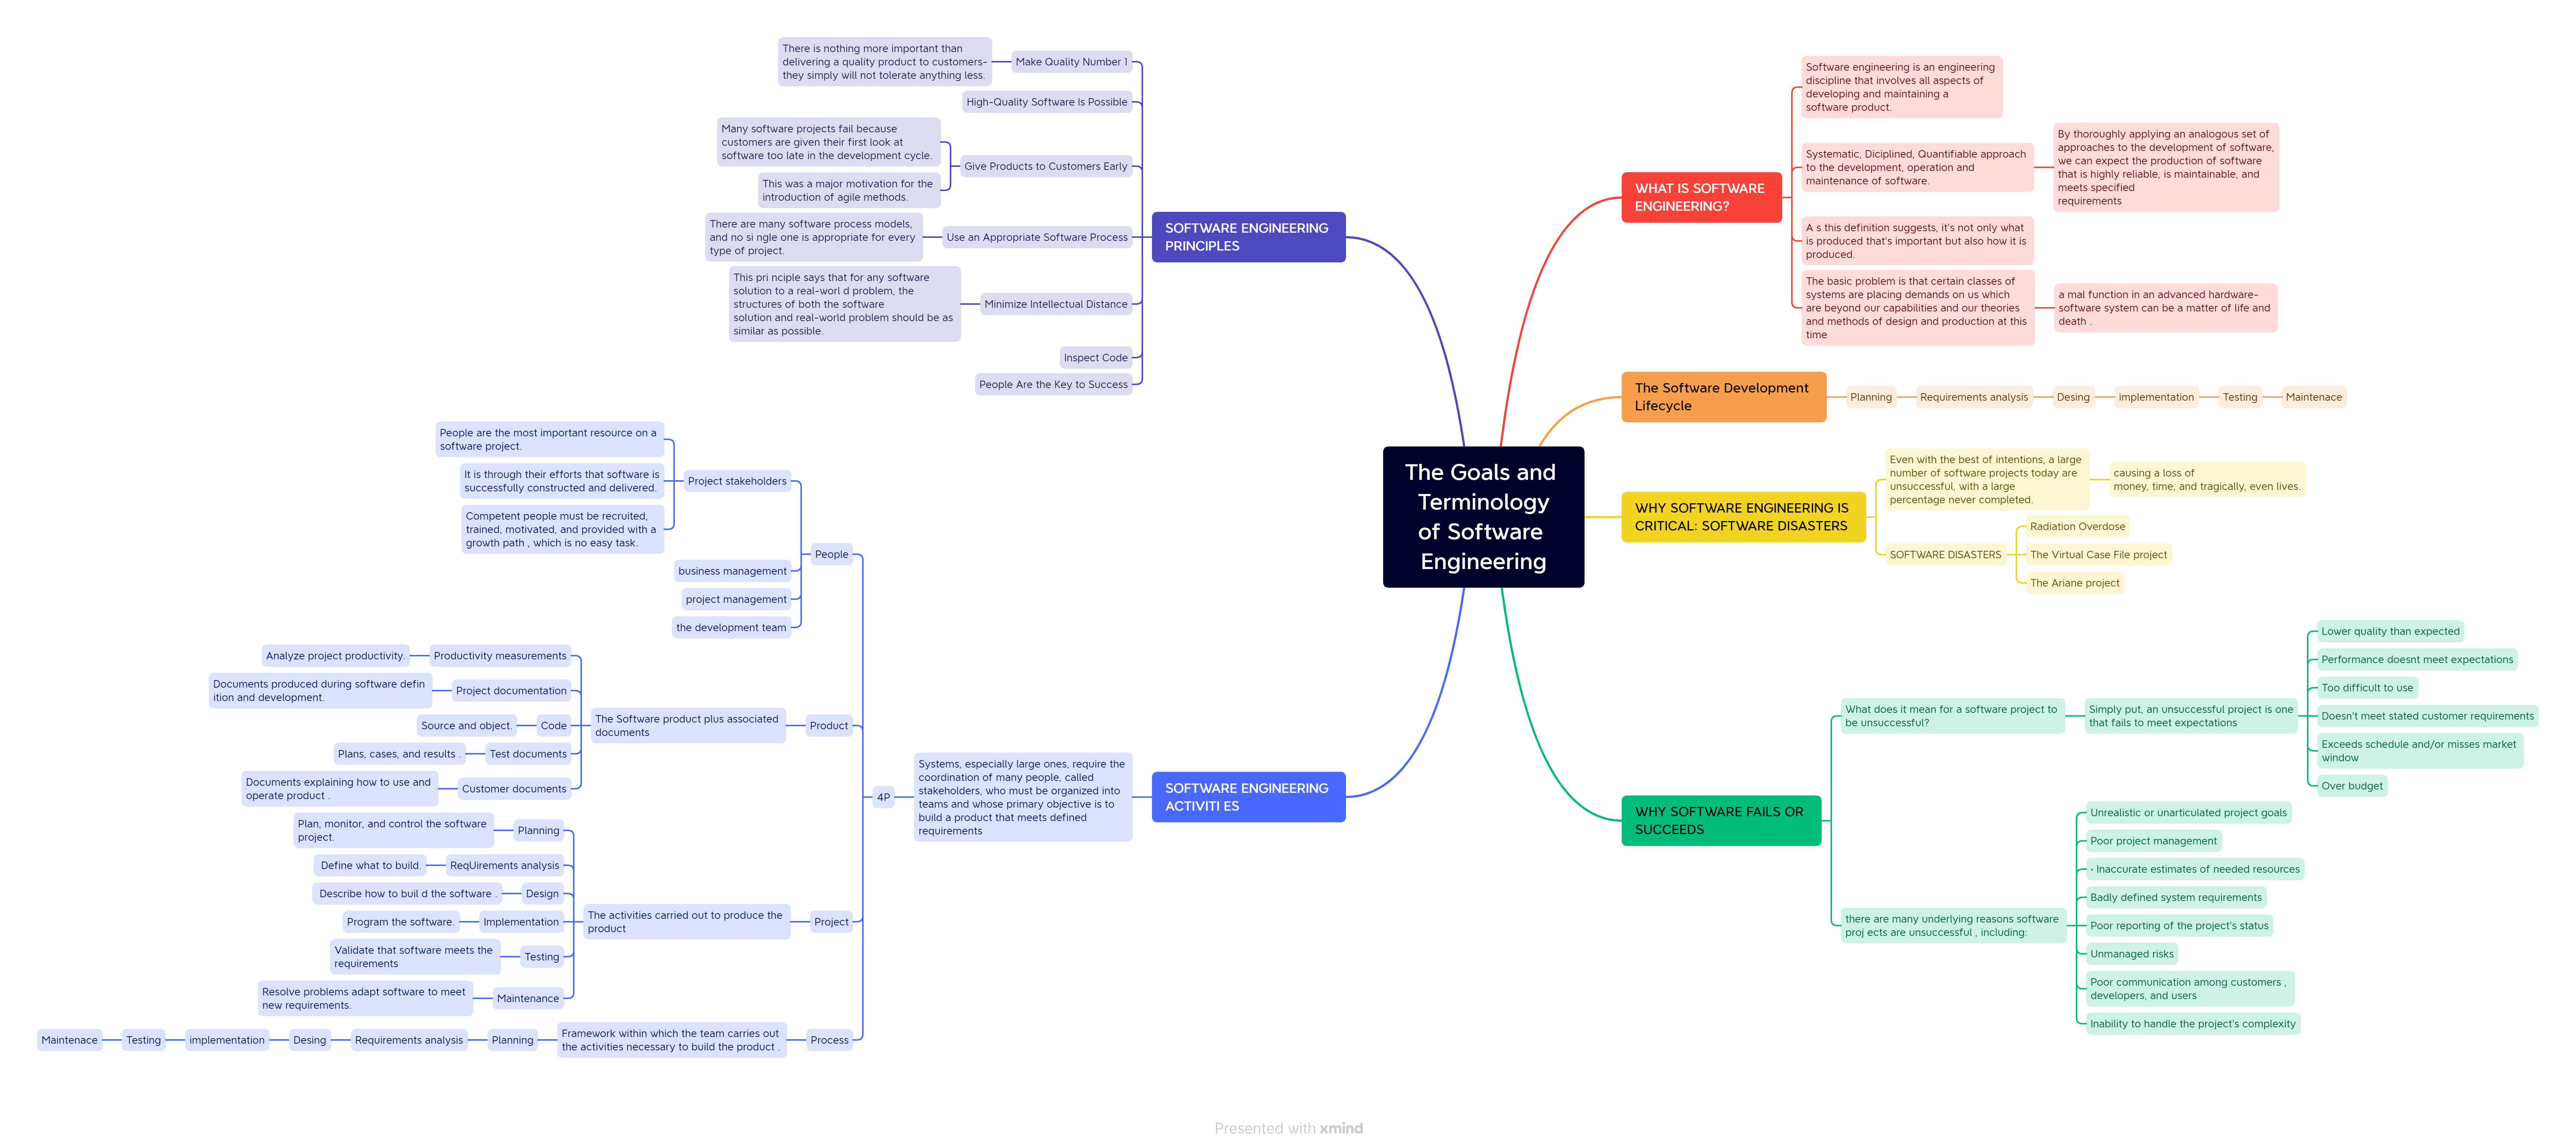 The Goals and
Terminology
of Software
Engineering
WHAT IS SOFTWARE
ENGINEERING?
Software engineering is an engineering
discipline that involves all aspects of
developing and maintaining a
software product.
Systematic, Diciplined, Quantifiable approach
to the development, operation and
maintenance of software.
By thoroughly applying an analogous set of
approaches to the development of software,
we can expect the production of software
that is highly reliable, is maintainable, and
meets specified
requirements
A s this definition suggests, it's not only what
is produced that's important but also how it is
produced.
The basic problem is that certain classes of
systems are placing demands on us which
are beyond our capabilities and our theories
and methods of design and production at this
time
a mal function in an advanced hardware-
software system can be a matter of life and
death .
The Software Development
Lifecycle
Planning
Requirements analysis
Desing
implementation
Testing
Maintenace
WHY SOFTWARE ENGINEERING IS
CRITICAL: SOFTWARE DISASTERS
Even with the best of intentions, a large
number of software projects today are
unsuccessful, with a large
percentage never completed.
causing a loss of
money, time, and tragically, even lives.
SOFTWARE DISASTERS
Radiation Overdose
The Virtual Case File project
The Ariane project
WHY SOFTWARE FAILS OR
SUCCEEDS
What does it mean for a software project to
be unsuccessful?
Simply put, an unsuccessful project is one
that fails to meet expectations
Lower quality than expected
Performance doesnt meet expectations
Too difficult to use
Doesn't meet stated customer requirements
Exceeds schedule and/or misses market
window
Over budget
there are many underlying reasons software
proj ects are unsuccessful , including:
Unrealistic or unarticulated project goals
Poor project management
• Inaccurate estimates of needed resources
Badly defined system requirements
Poor reporting of the project's status
Unmanaged risks
Poor communication among customers ,
developers, and users
Inability to handle the project's complexity
SOFTWARE ENGINEERING
PRINCIPLES
Make Quality Number 1
There is nothing more important than
delivering a quality product to customers-
they simply will not tolerate anything less.
High-Quality Software Is Possible
Give Products to Customers Early
Many software projects fail because
customers are given their first look at
software too late in the development cycle.
This was a major motivation for the
introduction of agile methods.
Use an Appropriate Software Process
There are many software process models,
and no si ngle one is appropriate for every
type of project.
Minimize Intellectual Distance
This pri nciple says that for any software
solution to a real-worl d problem, the
structures of both the software
solution and real-world problem should be as
similar as possible.
Inspect Code
People Are the Key to Success
SOFTWARE ENGINEERING
ACTIVITI ES
Systems, especially large ones, require the
coordination of many people, called
stakeholders, who must be organized into
teams and whose primary objective is to
build a product that meets defined
requirements
4P
People
Project stakeholders
People are the most important resource on a
software project.
It is through their efforts that software is
successfully constructed and delivered.
Competent people must be recruited,
trained, motivated, and provided with a
growth path , which is no easy task.
business management
project management
the development team
Product
The Software product plus associated
documents
Productivity measurements
Analyze project productivity.
Project documentation
Documents produced during software defin
ition and development.
Code
Source and object.
Test documents
Plans, cases, and results .
Customer documents
Documents explaining how to use and
operate product .
Project
The activities carried out to produce the
product
Planning
Plan, monitor, and control the software
project.
ReqUirements analysis
Define what to build.
Design
Describe how to buil d the software .
Implementation
Program the software.
Testing
Validate that software meets the
requirements
Maintenance
Resolve problems adapt software to meet
new requirements.
Process
Framework within which the team carries out
the activities necessary to build the product .
Planning
Requirements analysis
Desing
implementation
Testing
Maintenace
Presented with xmind